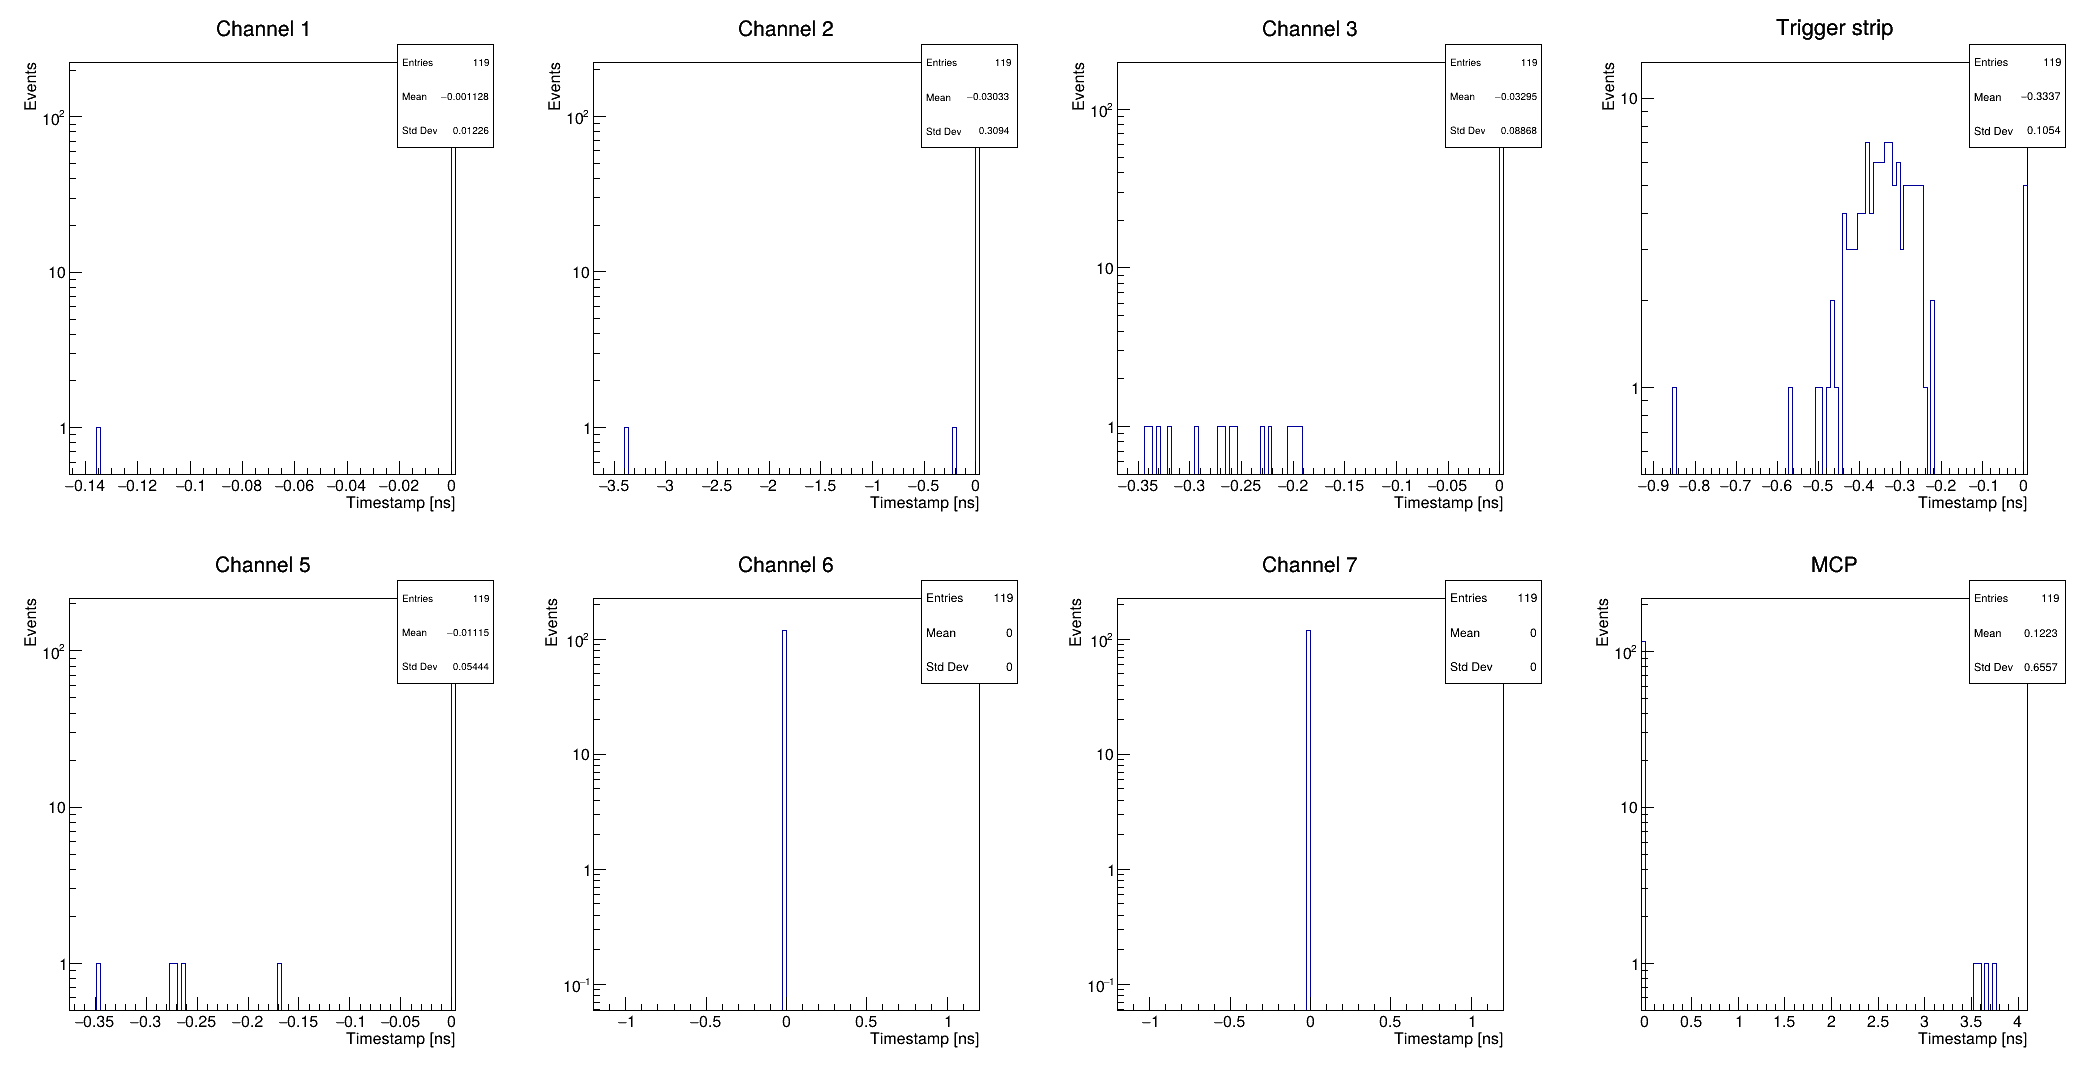 Channel 1
Events
Entries 119
Mean −0.001128
Std Dev 0.01226
10²
10
1
−0.14 −0.12 −0.1 −0.08 −0.06 −0.04 −0.02 0
Timestamp [ns]
Channel 2
Events
Entries 119
Mean −0.03033
Std Dev 0.3094
10²
10
1
−3.5 −3 −2.5 −2 −1.5 −1 −0.5 0
Timestamp [ns]
Channel 3
Events
Entries 119
Mean −0.03295
Std Dev 0.08868
10²
10
1
−0.35 −0.3 −0.25 −0.2 −0.15 −0.1 −0.05 0
Timestamp [ns]
Trigger strip
Events
Entries 119
Mean −0.3337
Std Dev 0.1054
10
1
−0.9 −0.8 −0.7 −0.6 −0.5 −0.4 −0.3 −0.2 −0.1 0
Timestamp [ns]
Channel 5
Events
Entries 119
Mean −0.01115
Std Dev 0.05444
10²
10
1
−0.35 −0.3 −0.25 −0.2 −0.15 −0.1 −0.05 0
Timestamp [ns]
Channel 6
Events
Entries 119
Mean 0
Std Dev 0
10²
10
1
10⁻¹
−1 −0.5 0 0.5 1
Timestamp [ns]
Channel 7
Events
Entries 119
Mean 0
Std Dev 0
10²
10
1
10⁻¹
−1 −0.5 0 0.5 1
Timestamp [ns]
MCP
Events
Entries 119
Mean 0.1223
Std Dev 0.6557
10²
10
1
0 0.5 1 1.5 2 2.5 3 3.5 4
Timestamp [ns]